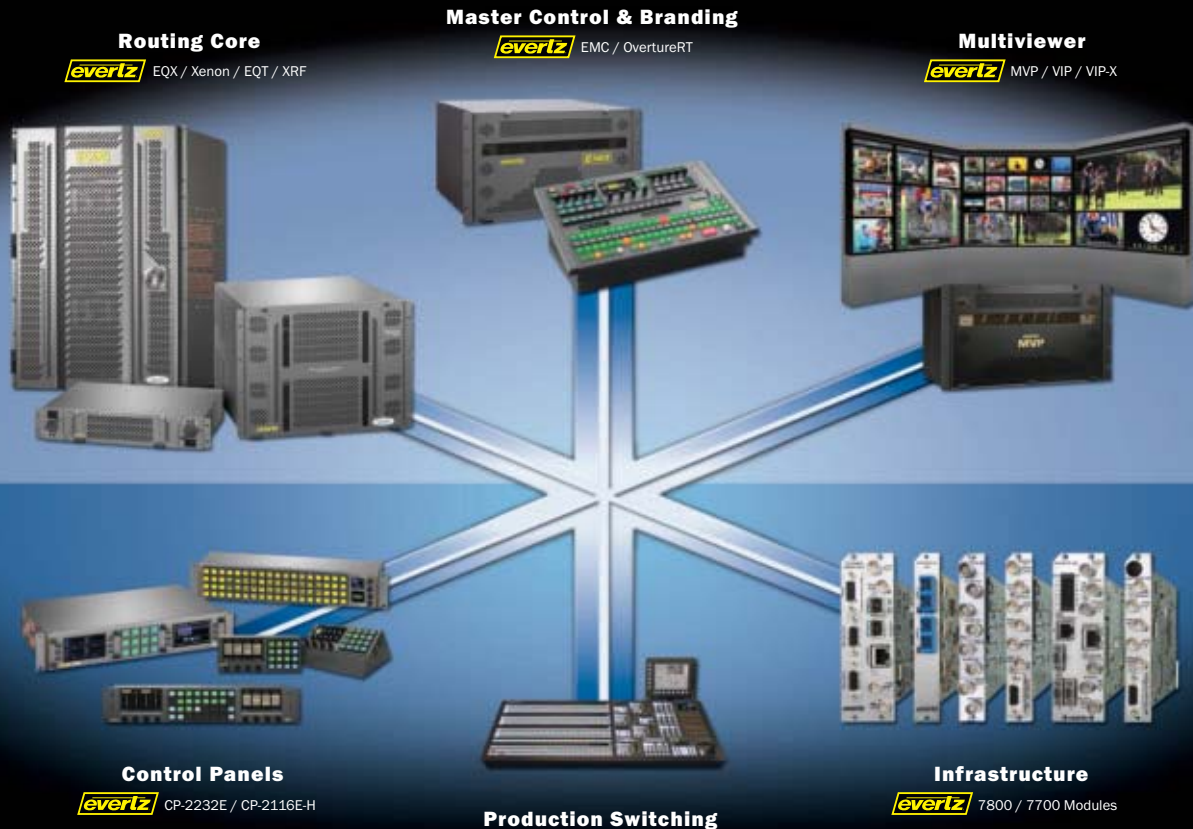 Master Control & Branding
evertz EMC / OvertureRT
Routing Core
evertz EQX / Xenon / EQT / XRF
Multiviewer
evertz MVP / VIP / VIP-X
MVP
Control Panels
evertz CP-2232E / CP-2116E-H
Production Switching
Infrastructure
evertz 7800 / 7700 Modules